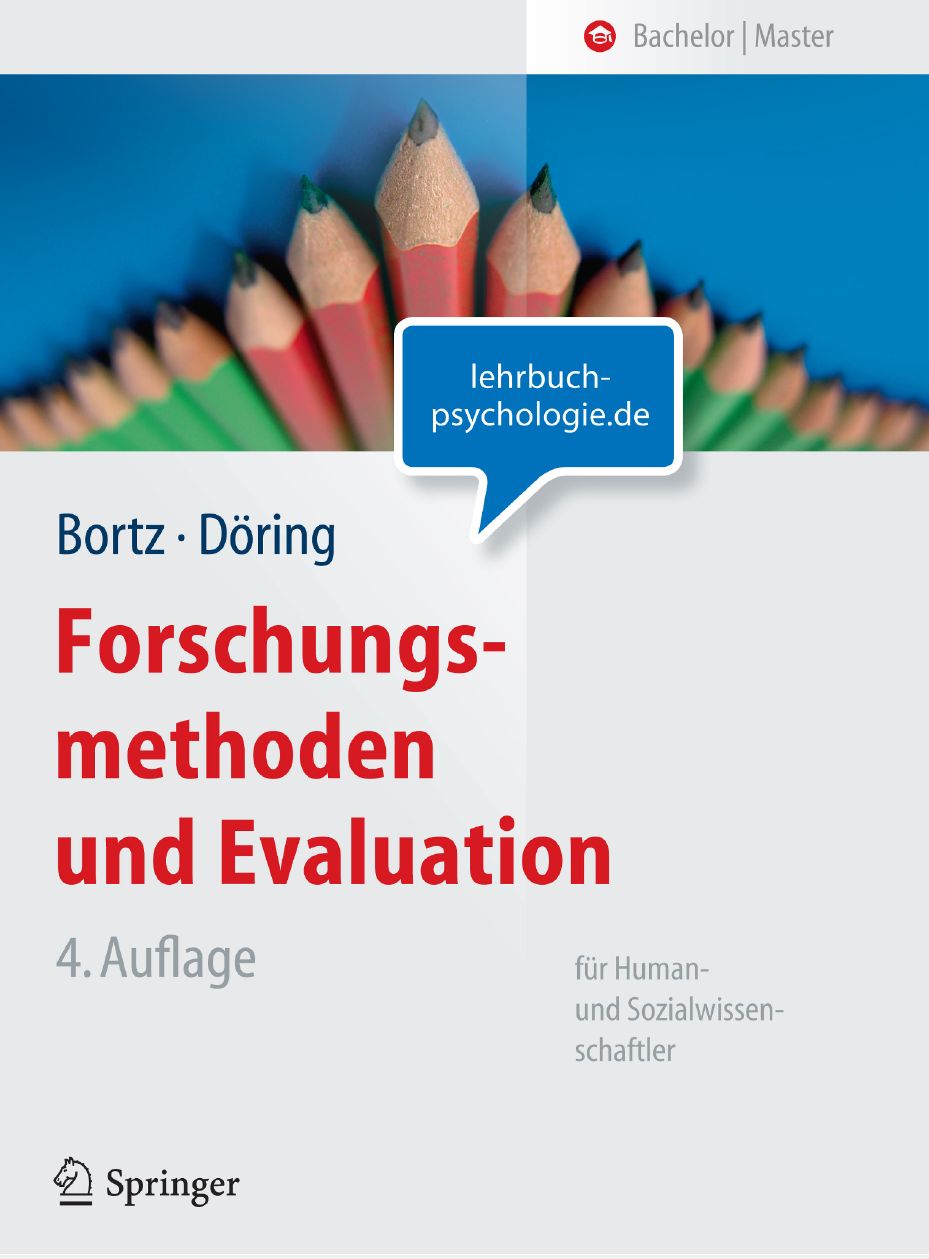 Bachelor | Master
lehrbuch-
psychologie.de
Bortz · Döring
Forschungs-
methoden
und Evaluation
4. Auflage
für Human-
und Sozialwissen-
schaftler
Springer